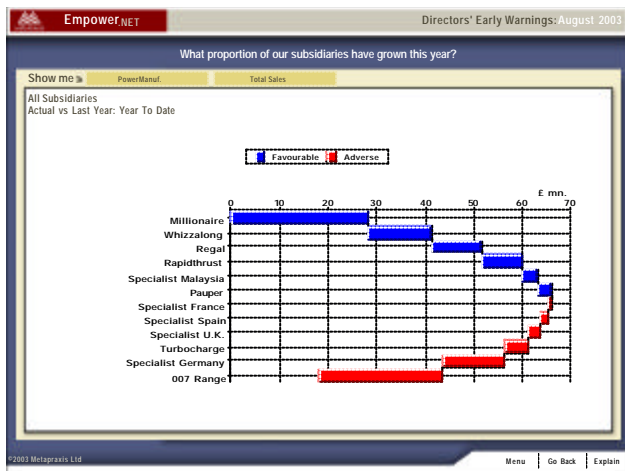 Empower.NET
Directors' Early Warnings: August 2003
What proportion of our subsidiaries have grown this year?
Show me
PowerManuf.
Total Sales
All Subsidiaries
Actual vs Last Year: Year To Date
Favourable Adverse
£ mn.
0 10 20 30 40 50 60 70
Millionaire
Whizzalong
Regal
Rapidthrust
Specialist Malaysia
Pauper
Specialist France
Specialist Spain
Specialist U.K.
Turbocharge
Specialist Germany
007 Range
©2003 Metapraxis Ltd
Menu Go Back Explain